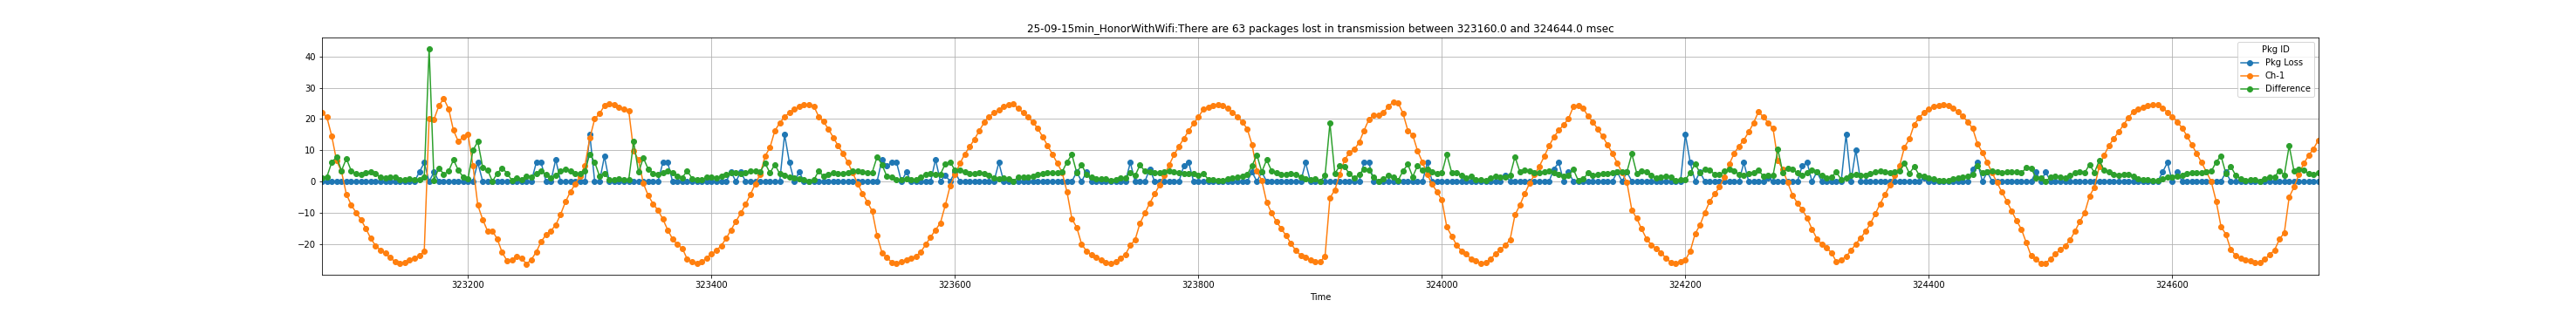 25-09-15min_HonorWithWifi:There are 63 packages lost in transmission between 323160.0 and 324644.0 msec
Pkg ID
Pkg Loss
Ch-1
Difference
40
30
20
10
0
−10
−20
323200 323400 323600 323800 324000 324200 324400 324600
Time